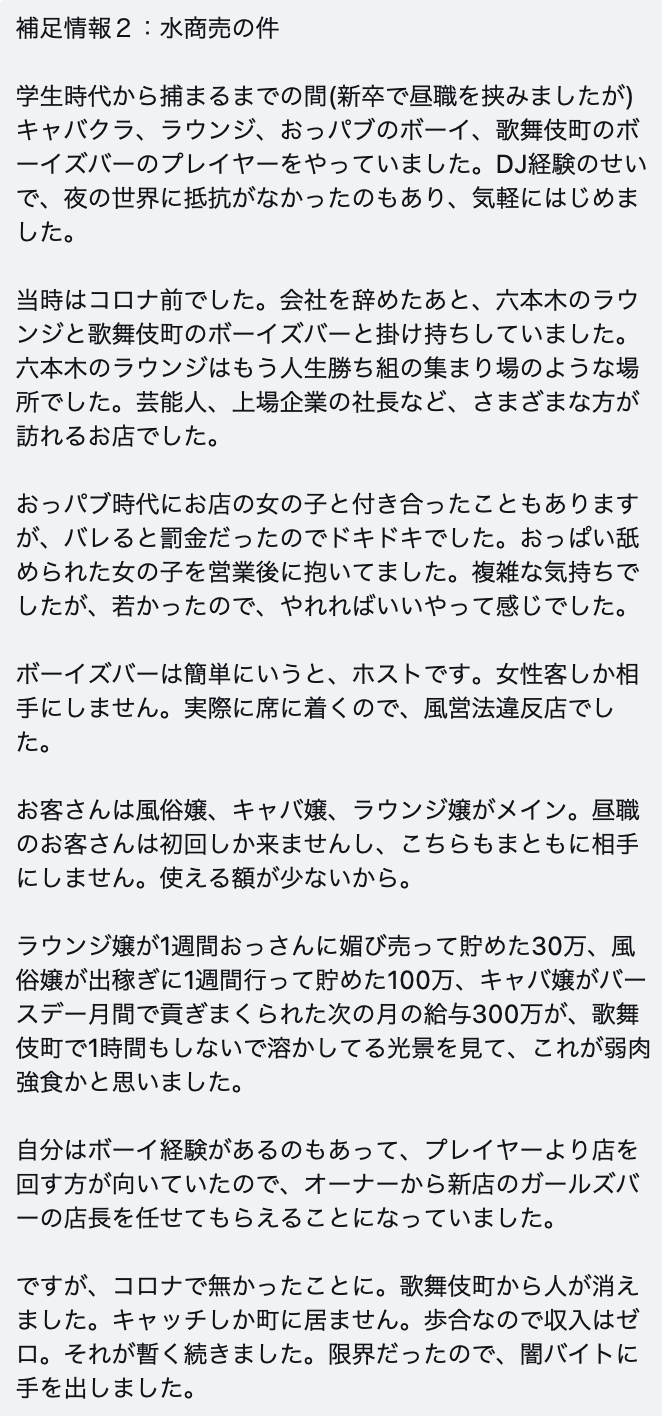 補足情報２：水商売の件
学生時代から捕まるまでの間(新卒で昼職を挟みましたが)
キャバクラ、ラウンジ、おっパブのボーイ、歌舞伎町のボ
ーイズバーのプレイヤーをやっていました。DJ経験のせい
で、夜の世界に抵抗がなかったのもあり、気軽にはじめま
した。
当時はコロナ前でした。会社を辞めたあと、六本木のラウ
ンジと歌舞伎町のボーイズバーと掛け持ちしていました。
六本木のラウンジはもう人生勝ち組の集まり場のような場
所でした。芸能人、上場企業の社長など、さまざまな方が
訪れるお店でした。
おっパブ時代にお店の女の子と付き合ったこともあります
が、バレると罰金だったのでドキドキでした。おっぱい舐
められた女の子を営業後に抱いてました。複雑な気持ちで
したが、若かったので、やれればいいやって感じでした。
ボーイズバーは簡単にいうと、ホストです。女性客しか相
手にしません。実際に席に着くので、風営法違反店でし
た。
お客さんは風俗嬢、キャバ嬢、ラウンジ嬢がメイン。昼職
のお客さんは初回しか来ませんし、こちらもまともに相手
にしません。使える額が少ないから。
ラウンジ嬢が1週間おっさんに媚び売って貯めた30万、風
俗嬢が出稼ぎに1週間行って貯めた100万、キャバ嬢がバー
スデー月間で貢ぎまくられた次の月の給与300万が、歌舞
伎町で1時間もしないで溶かしてる光景を見て、これが弱肉
強食かと思いました。
自分はボーイ経験があるのもあって、プレイヤーより店を
回す方が向いていたので、オーナーから新店のガールズバ
ーの店長を任せてもらえることになっていました。
ですが、コロナで無かったことに。歌舞伎町から人が消え
ました。キャッチしか町に居ません。歩合なので収入はゼ
ロ。それが暫く続きました。限界だったので、闇バイトに
手を出しました。